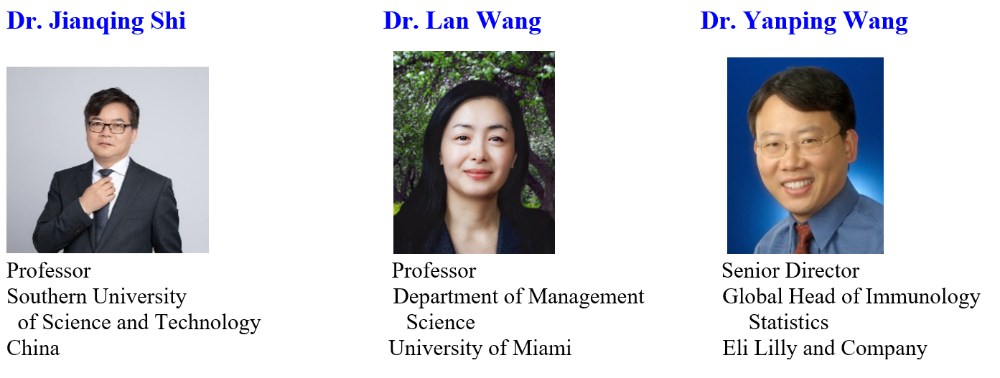 Dr. Jianqing Shi
Dr. Lan Wang
Dr. Yanping Wang
Professor
Southern University
of Science and Technology
China
Professor
Department of Management
Science
University of Miami
Senior Director
Global Head of Immunology
Statistics
Eli Lilly and Company